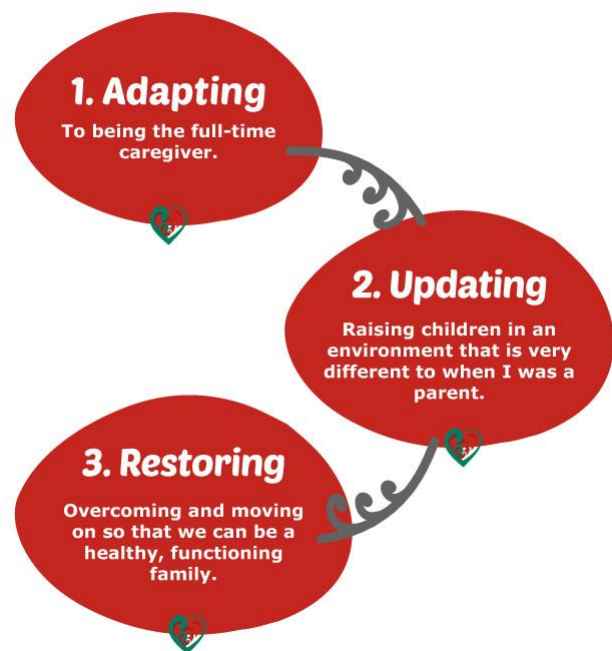 1. Adapting
To being the full-time
caregiver.
2. Updating
Raising children in an
environment that is very
different to when I was a
parent.
3. Restoring
Overcoming and moving
on so that we can be a
healthy, functioning
family.